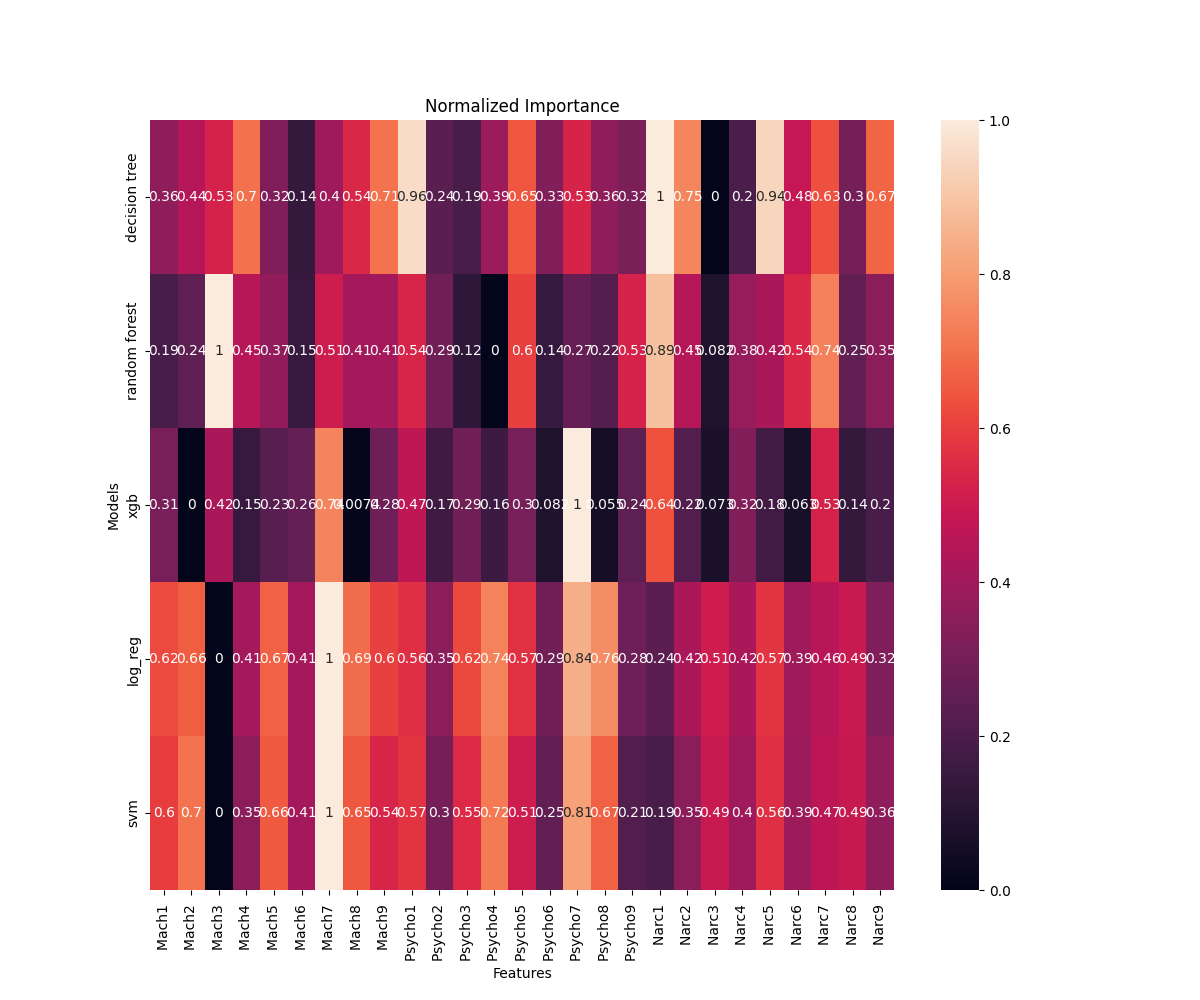 Normalized Importance
decision tree 0.36 0.44 0.53 0.7 0.32 0.14 0.4 0.54 0.71 0.96 0.24 0.19 0.39 0.65 0.33 0.53 0.36 0.32 1 0.75 0 0.2 0.94 0.48 0.63 0.3 0.67
random forest 0.19 0.24 1 0.45 0.37 0.15 0.51 0.41 0.41 0.54 0.29 0.12 0 0.6 0.14 0.27 0.22 0.53 0.89 0.45 0.082 0.38 0.42 0.54 0.74 0.25 0.35
xgb 0.31 0 0.42 0.15 0.23 0.26 0.74 0.0074 0.28 0.47 0.17 0.29 0.16 0.3 0.082 1 0.055 0.24 0.64 0.22 0.073 0.32 0.18 0.063 0.53 0.14 0.2
log_reg 0.62 0.66 0 0.41 0.67 0.41 1 0.69 0.6 0.56 0.35 0.62 0.74 0.57 0.29 0.84 0.76 0.28 0.24 0.42 0.51 0.42 0.57 0.39 0.46 0.49 0.32
svm 0.6 0.7 0 0.35 0.66 0.41 1 0.65 0.54 0.57 0.3 0.55 0.72 0.51 0.25 0.81 0.67 0.21 0.19 0.35 0.49 0.4 0.56 0.39 0.47 0.49 0.36
Models
Mach1 Mach2 Mach3 Mach4 Mach5 Mach6 Mach7 Mach8 Mach9 Psycho1 Psycho2 Psycho3 Psycho4 Psycho5 Psycho6 Psycho7 Psycho8 Psycho9 Narc1 Narc2 Narc3 Narc4 Narc5 Narc6 Narc7 Narc8 Narc9
Features
1.0
0.8
0.6
0.4
0.2
0.0